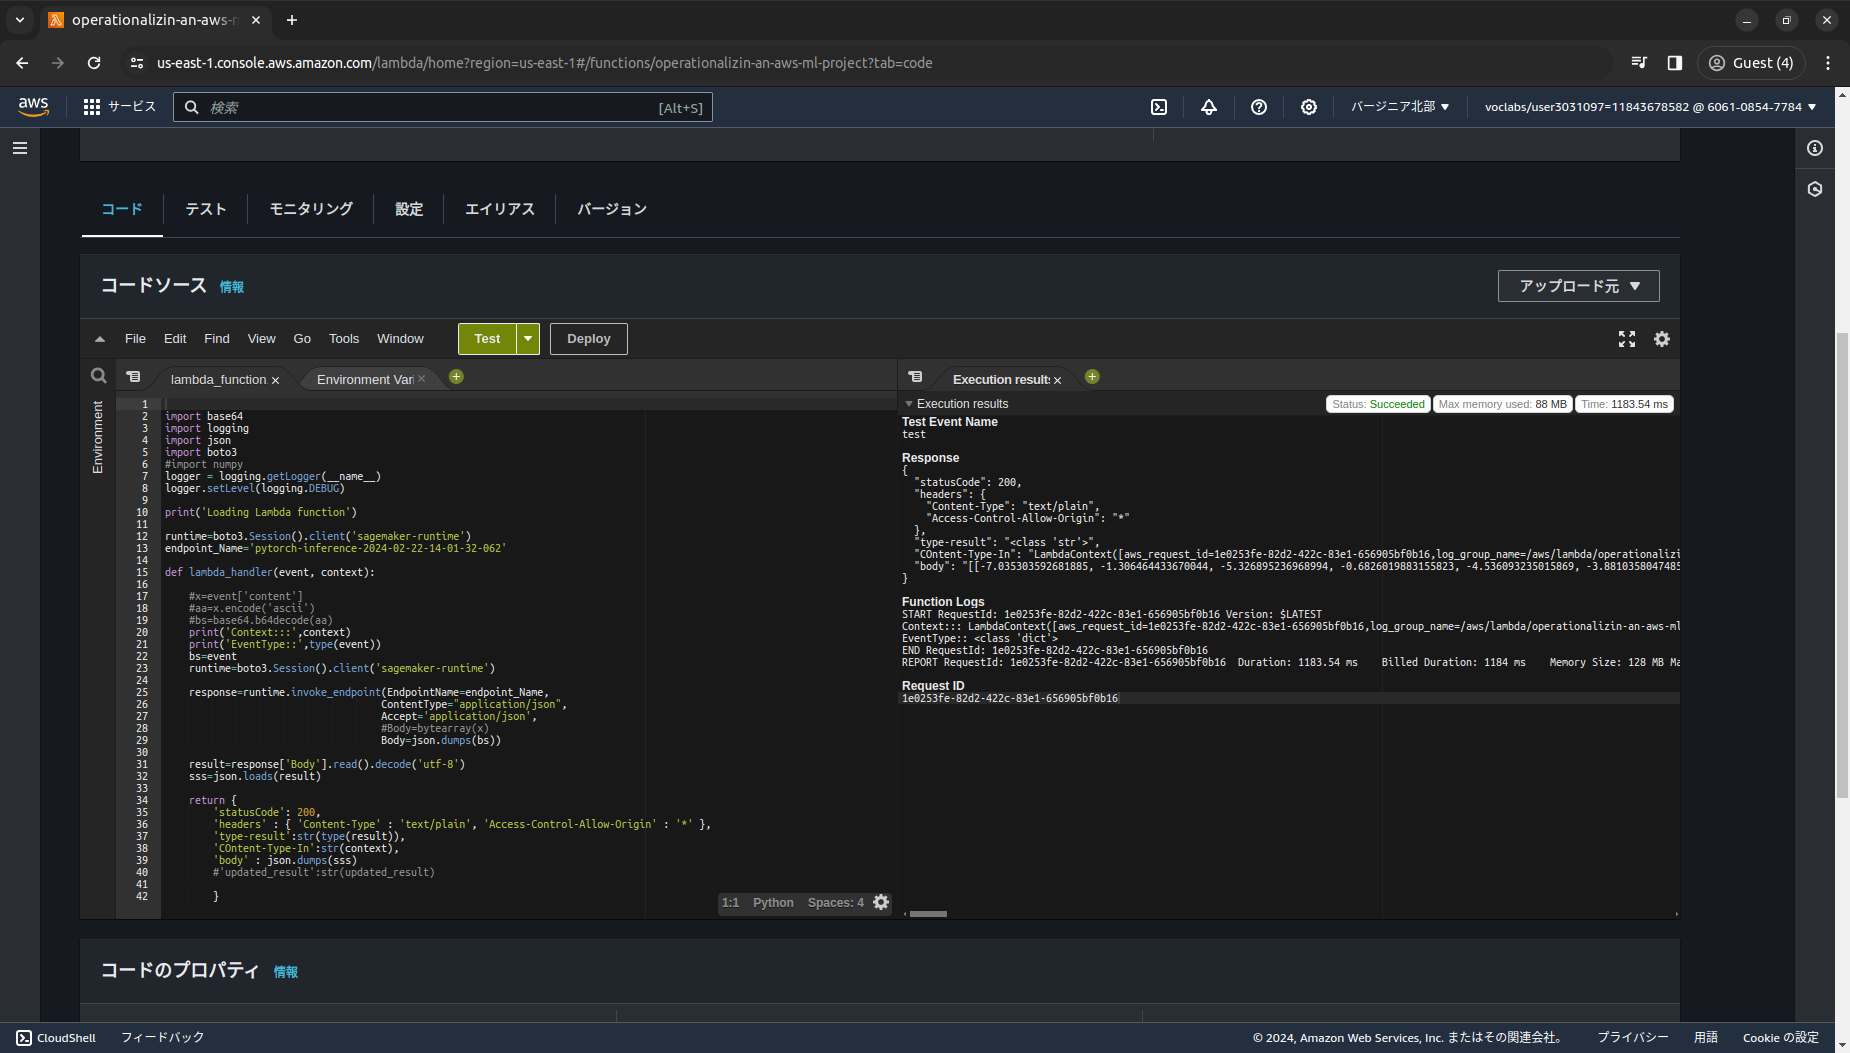 operationalizin-an-aws-m
us-east-1.console.aws.amazon.com/lambda/home?region=us-east-1#/functions/operationalizin-an-aws-ml-project?tab=code
Guest (4)
aws
サービス
検索
[Alt+S]
バージニア北部
voclabs/user3031097=11843678582 @ 6061-0854-7784
コード
テスト
モニタリング
設定
エイリアス
バージョン
コードソース 情報
アップロード元
File Edit Find View Go Tools Window
Test
Deploy
Environment
lambda_function.
Environment Var
1
2 import base64
3 import logging
4 import json
5 import boto3
6 #import numpy
7 logger = logging.getLogger(__name__)
8 logger.setLevel(logging.DEBUG)
9
10 print('Loading Lambda function')
11
12 runtime=boto3.Session().client('sagemaker-runtime')
13 endpoint_Name='pytorch-inference-2024-02-22-14-01-32-062'
14
15 def lambda_handler(event, context):
16
17 #x=event['content']
18 #aa=x.encode('ascii')
19 #bs=base64.b64decode(aa)
20 print('Context:::',context)
21 print('EventType::',type(event))
22 bs=event
23 runtime=boto3.Session().client('sagemaker-runtime')
24
25 response=runtime.invoke_endpoint(EndpointName=endpoint_Name,
26 ContentType="application/json",
27 Accept='application/json',
28 #Body=bytearray(x)
29 Body=json.dumps(bs))
30
31 result=response['Body'].read().decode('utf-8')
32 sss=json.loads(result)
33
34 return {
35 'statusCode': 200,
36 'headers' : { 'Content-Type' : 'text/plain', 'Access-Control-Allow-Origin' : '*' },
37 'type-result':str(type(result)),
38 'COntent-Type-In':str(context),
39 'body' : json.dumps(sss)
40 #'updated_result':str(updated_result)
41
42 }
1:1 Python Spaces: 4
Execution results
Execution results
Status: Succeeded
Max memory used: 88 MB
Time: 1183.54 ms
Test Event Name
test
Response
{
"statusCode": 200,
"headers": {
"Content-Type": "text/plain",
"Access-Control-Allow-Origin": "*"
},
"type-result": "<class 'str'>",
"COntent-Type-In": "LambdaContext([aws_request_id=1e0253fe-82d2-422c-83e1-656905bf0b16,log_group_name=/aws/lambda/operationalizi
"body": "[[-7.035303592681885, -1.306464433670044, -5.326895236968994, -0.6826019883155823, -4.536093235015869, -3.8810358047485
}
Function Logs
START RequestId: 1e0253fe-82d2-422c-83e1-656905bf0b16 Version: $LATEST
Context::: LambdaContext([aws_request_id=1e0253fe-82d2-422c-83e1-656905bf0b16,log_group_name=/aws/lambda/operationalizin-an-aws-ml
EventType:: <class 'dict'>
END RequestId: 1e0253fe-82d2-422c-83e1-656905bf0b16
REPORT RequestId: 1e0253fe-82d2-422c-83e1-656905bf0b16 Duration: 1183.54 ms Billed Duration: 1184 ms Memory Size: 128 MB Ma
Request ID
1e0253fe-82d2-422c-83e1-656905bf0b16
コードのプロパティ 情報
CloudShell
フィードバック
© 2024, Amazon Web Services, Inc. またはその関連会社。
プライバシー
用語
Cookie の設定